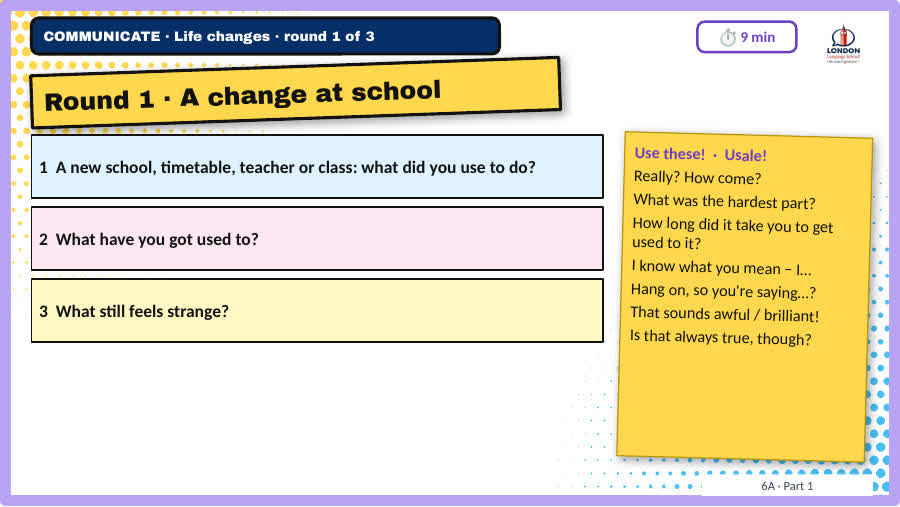 COMMUNICATE · Life changes · round 1 of 3
⏱️ 9 min
LONDON
Language School
Round 1 · A change at school
1 A new school, timetable, teacher or class: what did you use to do?
2 What have you got used to?
3 What still feels strange?
Use these! · Usale!
Really? How come?
What was the hardest part?
How long did it take you to get
used to it?
I know what you mean – I…
Hang on, so you're saying…?
That sounds awful / brilliant!
Is that always true, though?
6A · Part 1